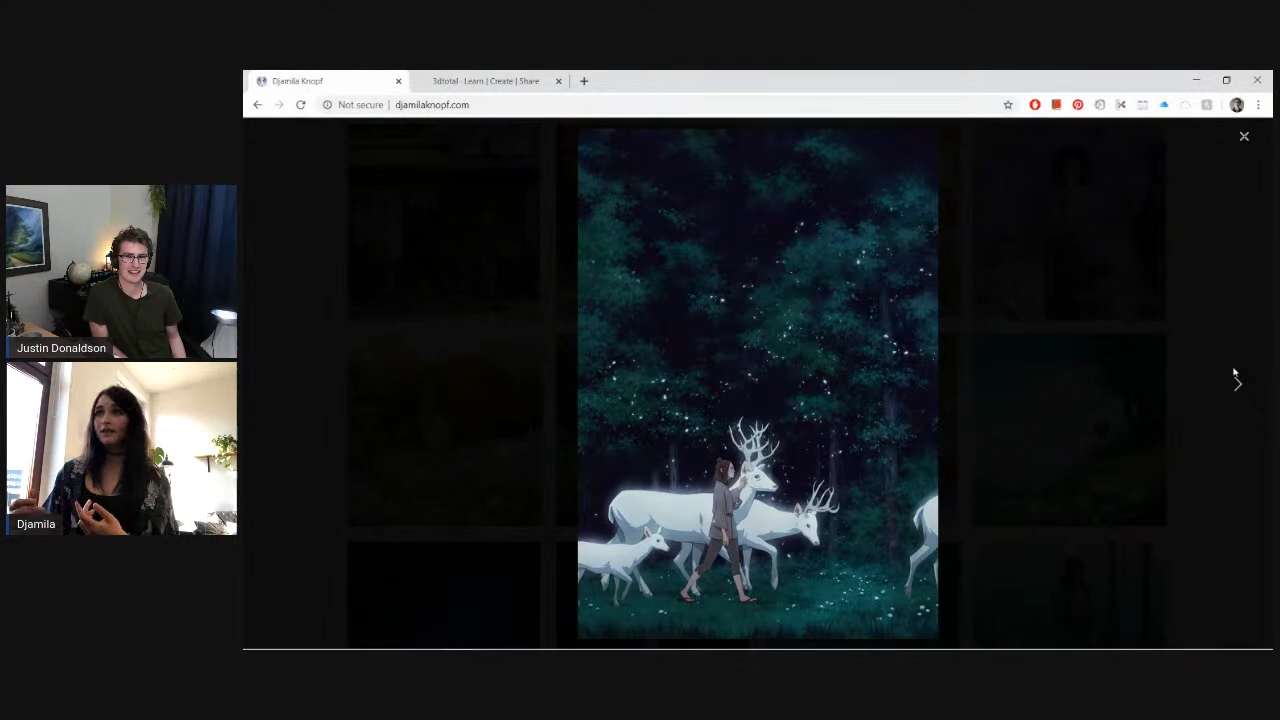 Djamila Knopf
3dtotal · Learn | Create | Share
Not secure | djamilaknopf.com
Justin Donaldson
Djamila